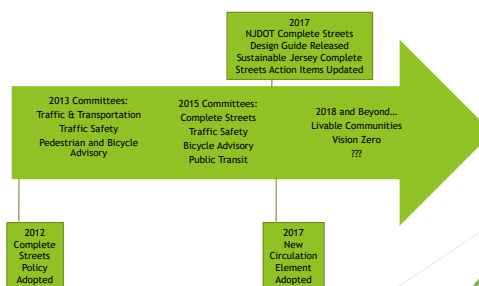 2017
NJDOT Complete Streets
Design Guide Released
Sustainable Jersey Complete
Streets Action Items Updated
2013 Committees:
Traffic & Transportation
Traffic Safety
Pedestrian and Bicycle
Advisory
2015 Committees:
Complete Streets
Traffic Safety
Bicycle Advisory
Public Transit
2018 and Beyond…
Livable Communities
Vision Zero
???
2012
Complete
Streets
Policy
Adopted
2017
New
Circulation
Element
Adopted